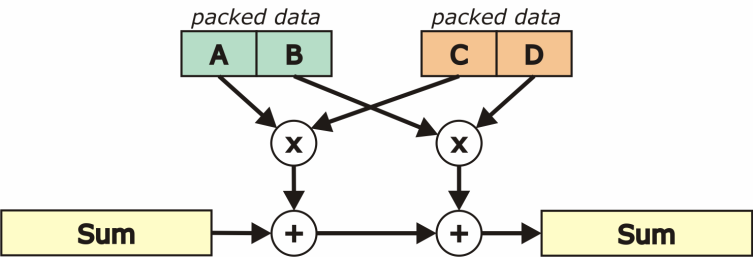 packed data packed data
A B C D
x x
Sum + + Sum